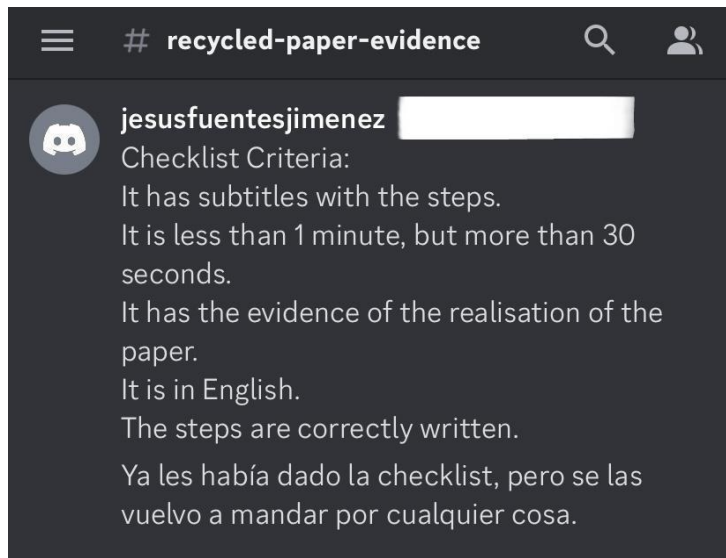 # recycled-paper-evidence
jesusfuentesjimenez
Checklist Criteria:
It has subtitles with the steps.
It is less than 1 minute, but more than 30
seconds.
It has the evidence of the realisation of the
paper.
It is in English.
The steps are correctly written.
Ya les había dado la checklist, pero se las
vuelvo a mandar por cualquier cosa.